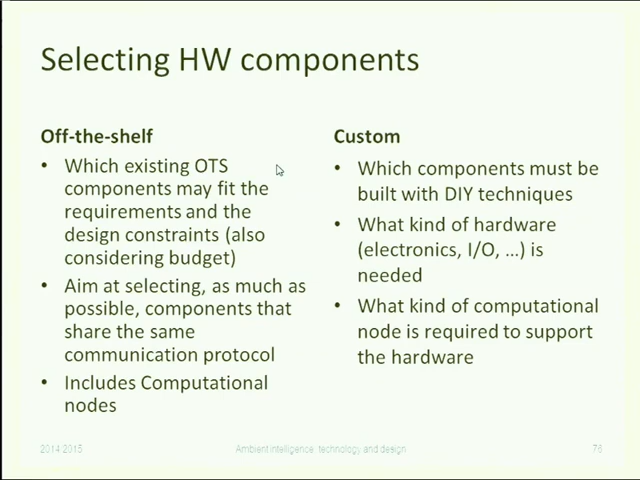 Selecting HW components
Off-the-shelf
• Which existing OTS
components may fit the
requirements and the
design constraints (also
considering budget)
• Aim at selecting, as much as
possible, components that
share the same
communication protocol
• Includes Computational
nodes
Custom
• Which components must be
built with DIY techniques
• What kind of hardware
(electronics, I/O, ...) is
needed
• What kind of computational
node is required to support
the hardware
2014 2015
Ambient intelligence: technology and design
76